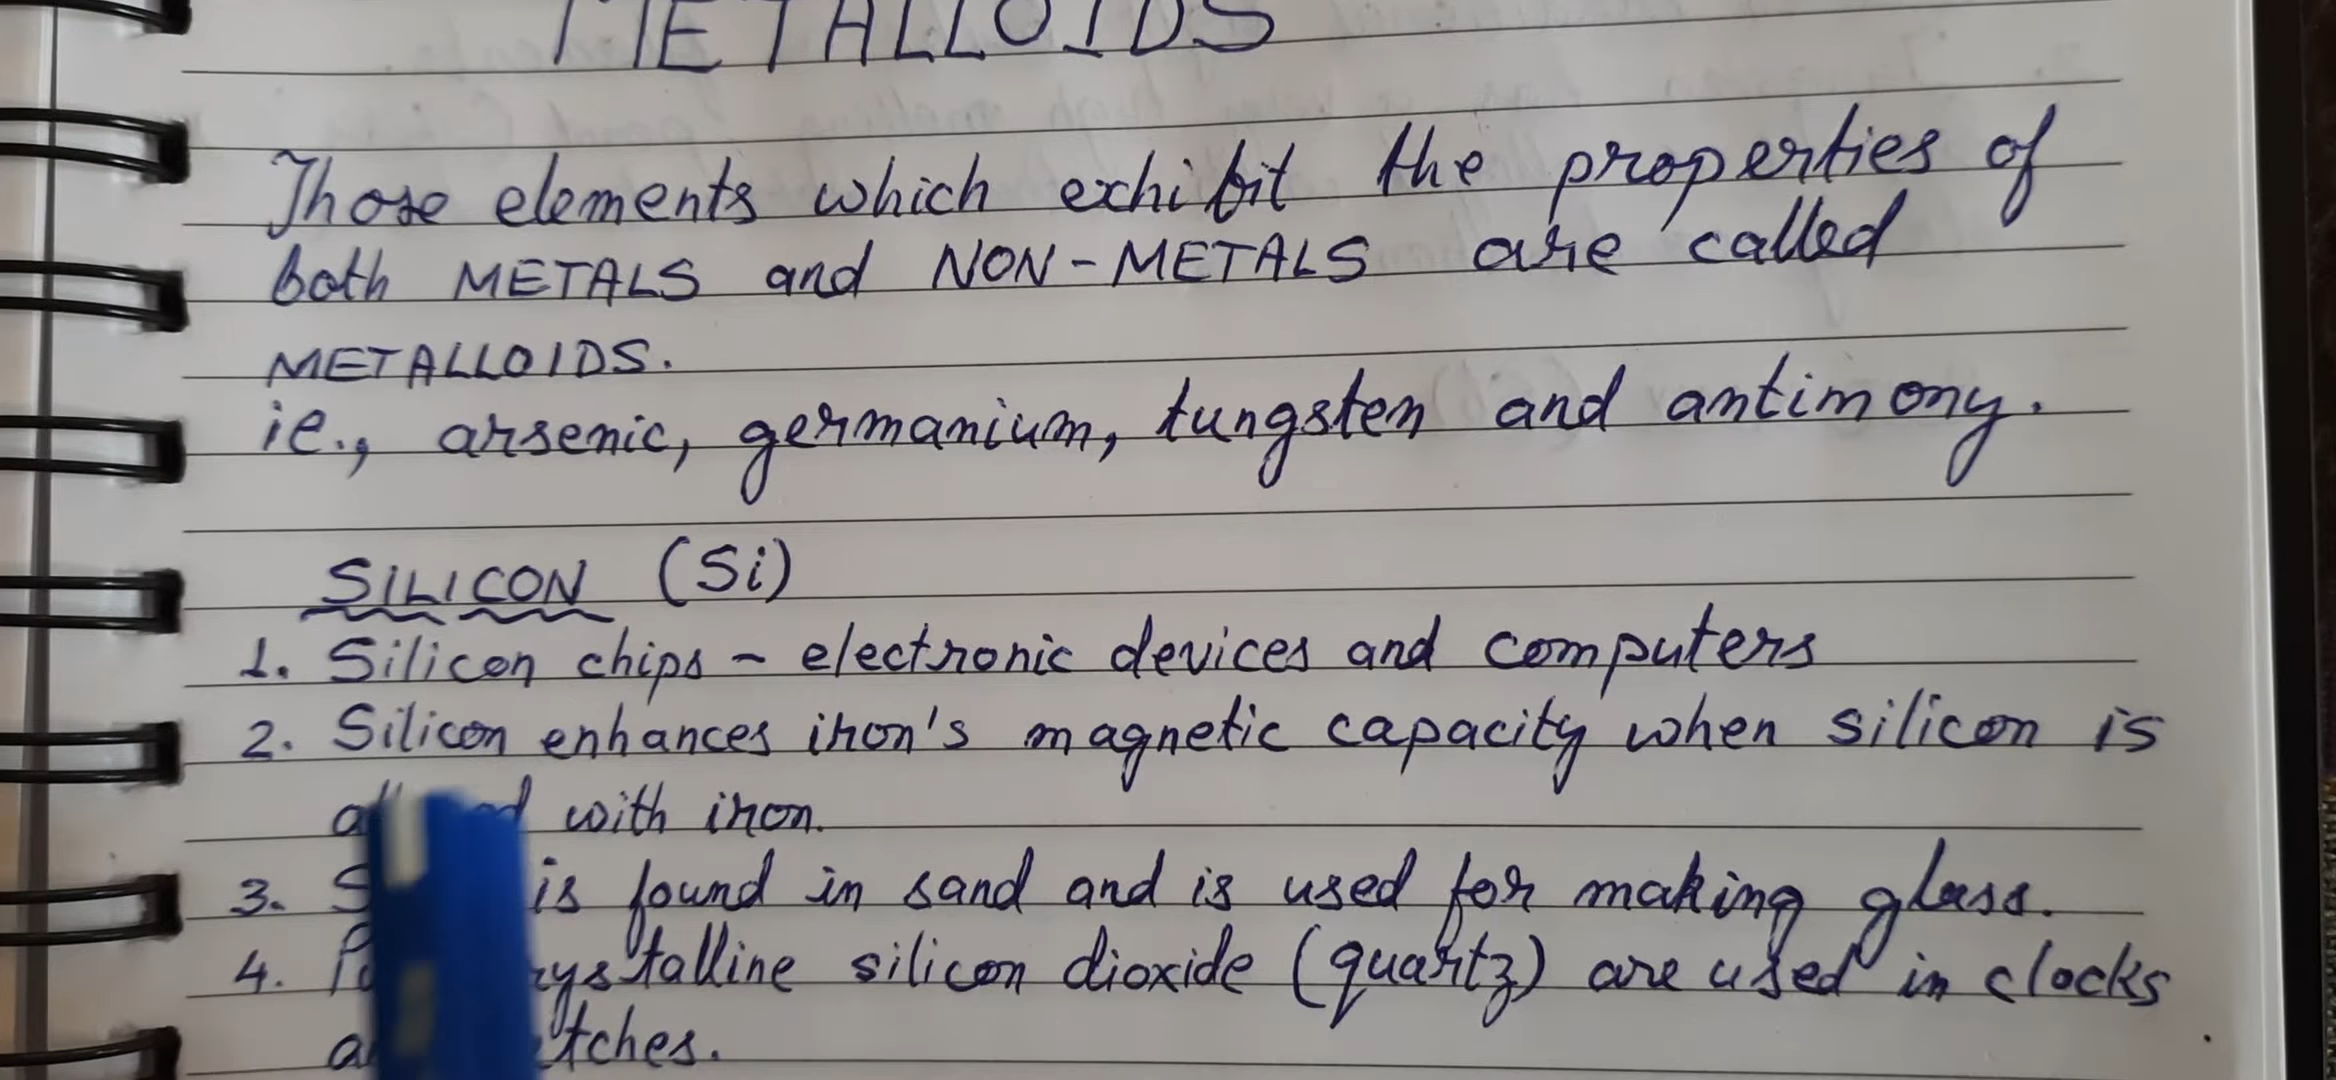 METALLOIDS
Those elements which exhibit the properties of
both METALS and NON-METALS are called
METALLOIDS.
ie., arsenic, germanium, tungsten and antimony.
SILICON (Si)
1. Silicon chips - electronic devices and computers
2. Silicon enhances iron's magnetic capacity when silicon is
with iron.
3. is found in sand and is used for making glass.
4. silicon dioxide (quartz) are used in clocks